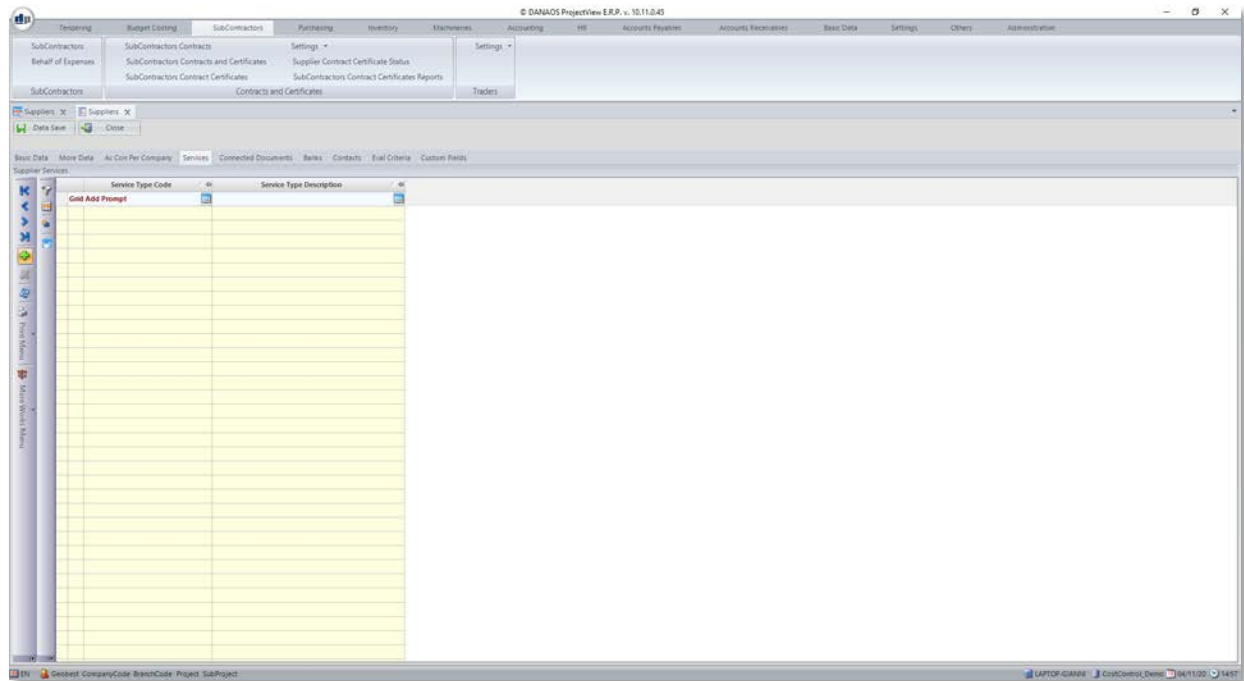 © DANAOS ProjectView E.R.P. v. 10.11.0.45
dp
Tendering Budget Costing SubContractors Purchasing Inventory Machineries Accounting HR Accounts Payables Accounts Receivables Basic Data Settings Others Administrative
SubContractors SubContractors Contracts Settings Settings
Behalf of Expenses SubContractors Contracts and Certificates Supplier Contract Certificate Status
SubContractors Contract Certificates SubContractors Contract Certificates Reports
SubContractors Contracts and Certificates Traders
Suppliers x Suppliers x
Data Save Close
Basic Data More Data Ac Con Per Company Services Connected Documents Banks Contacts Eval Criteria Custom Fields
Supplier Services
Service Type Code Service Type Description
Grid Add Prompt
Print Menu
More Works Menu
EN Geobest CompanyCode BranchCode Project SubProject LAPTOP-GIANNI CostControl_Demo 04/11/20 14:57